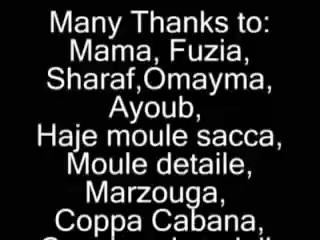 Many Thanks to:
Mama, Fuzia,
Sharaf,Omayma,
Ayoub,
Haje moule sacca,
Moule detaile,
Marzouga,
Coppa Cabana,